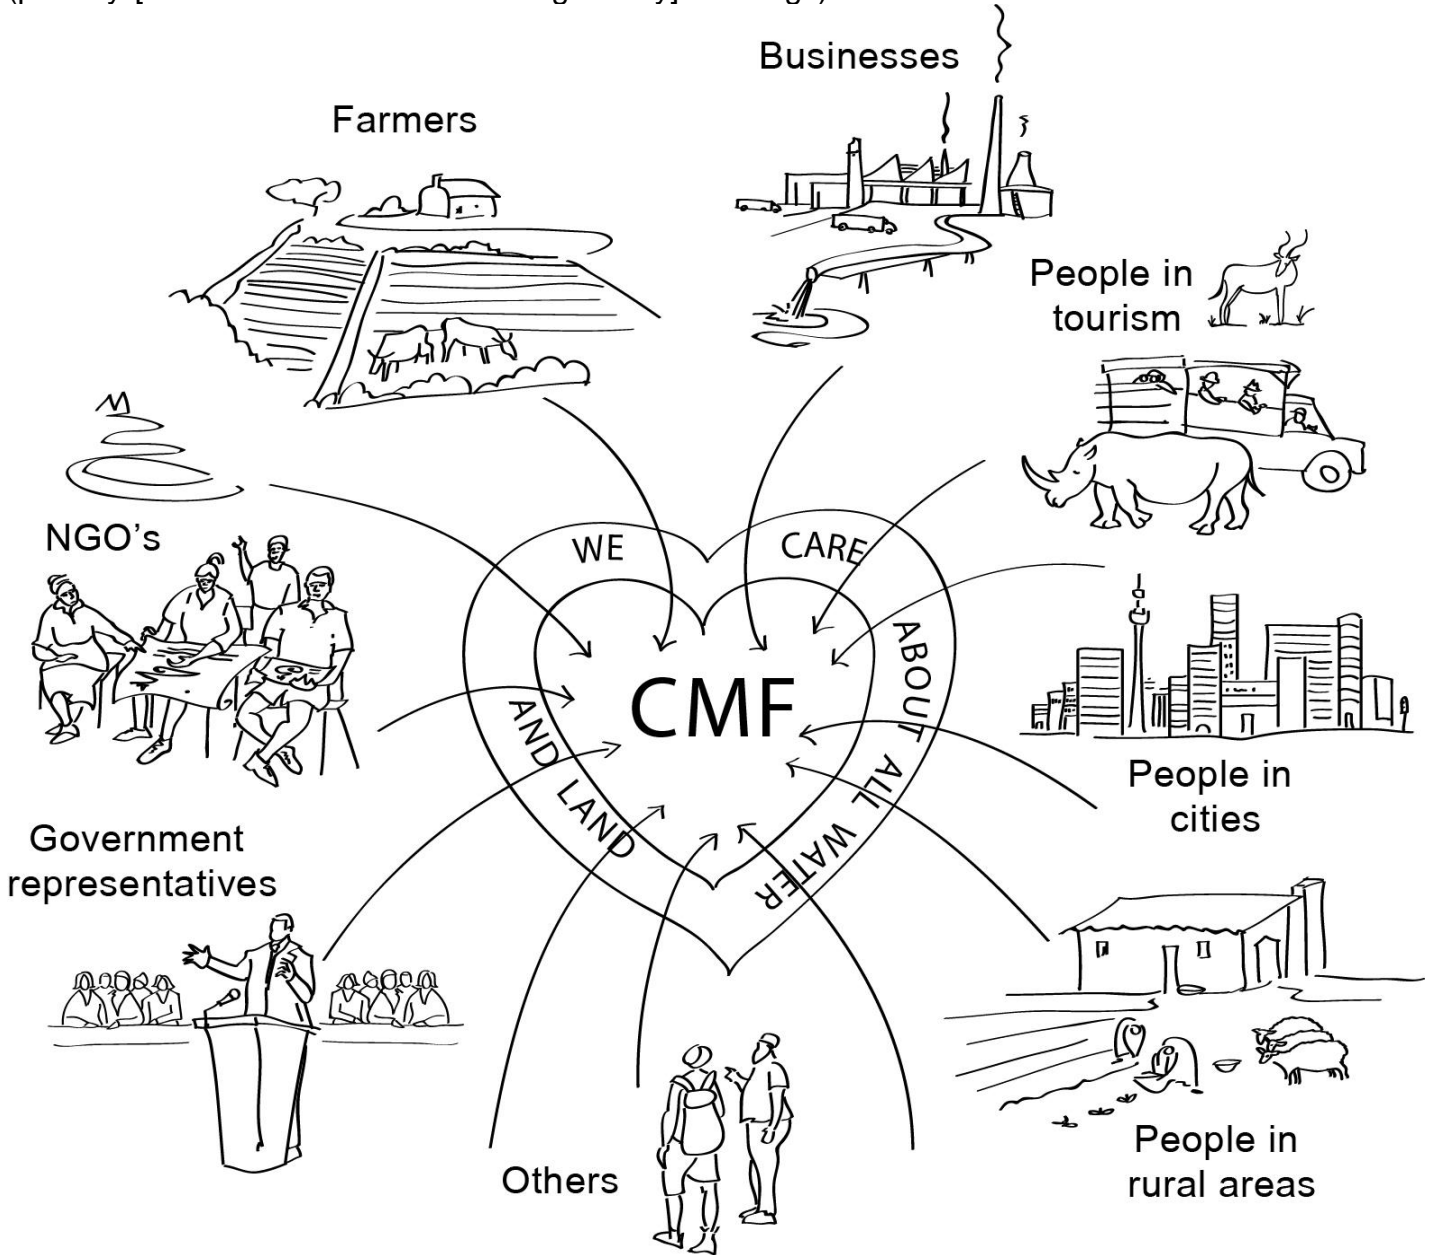 Businesses
Farmers
People in
tourism
NGO's
WE CARE ABOUT ALL WATER AND LAND
CMF
People in
cities
Government
representatives
People in
rural areas
Others